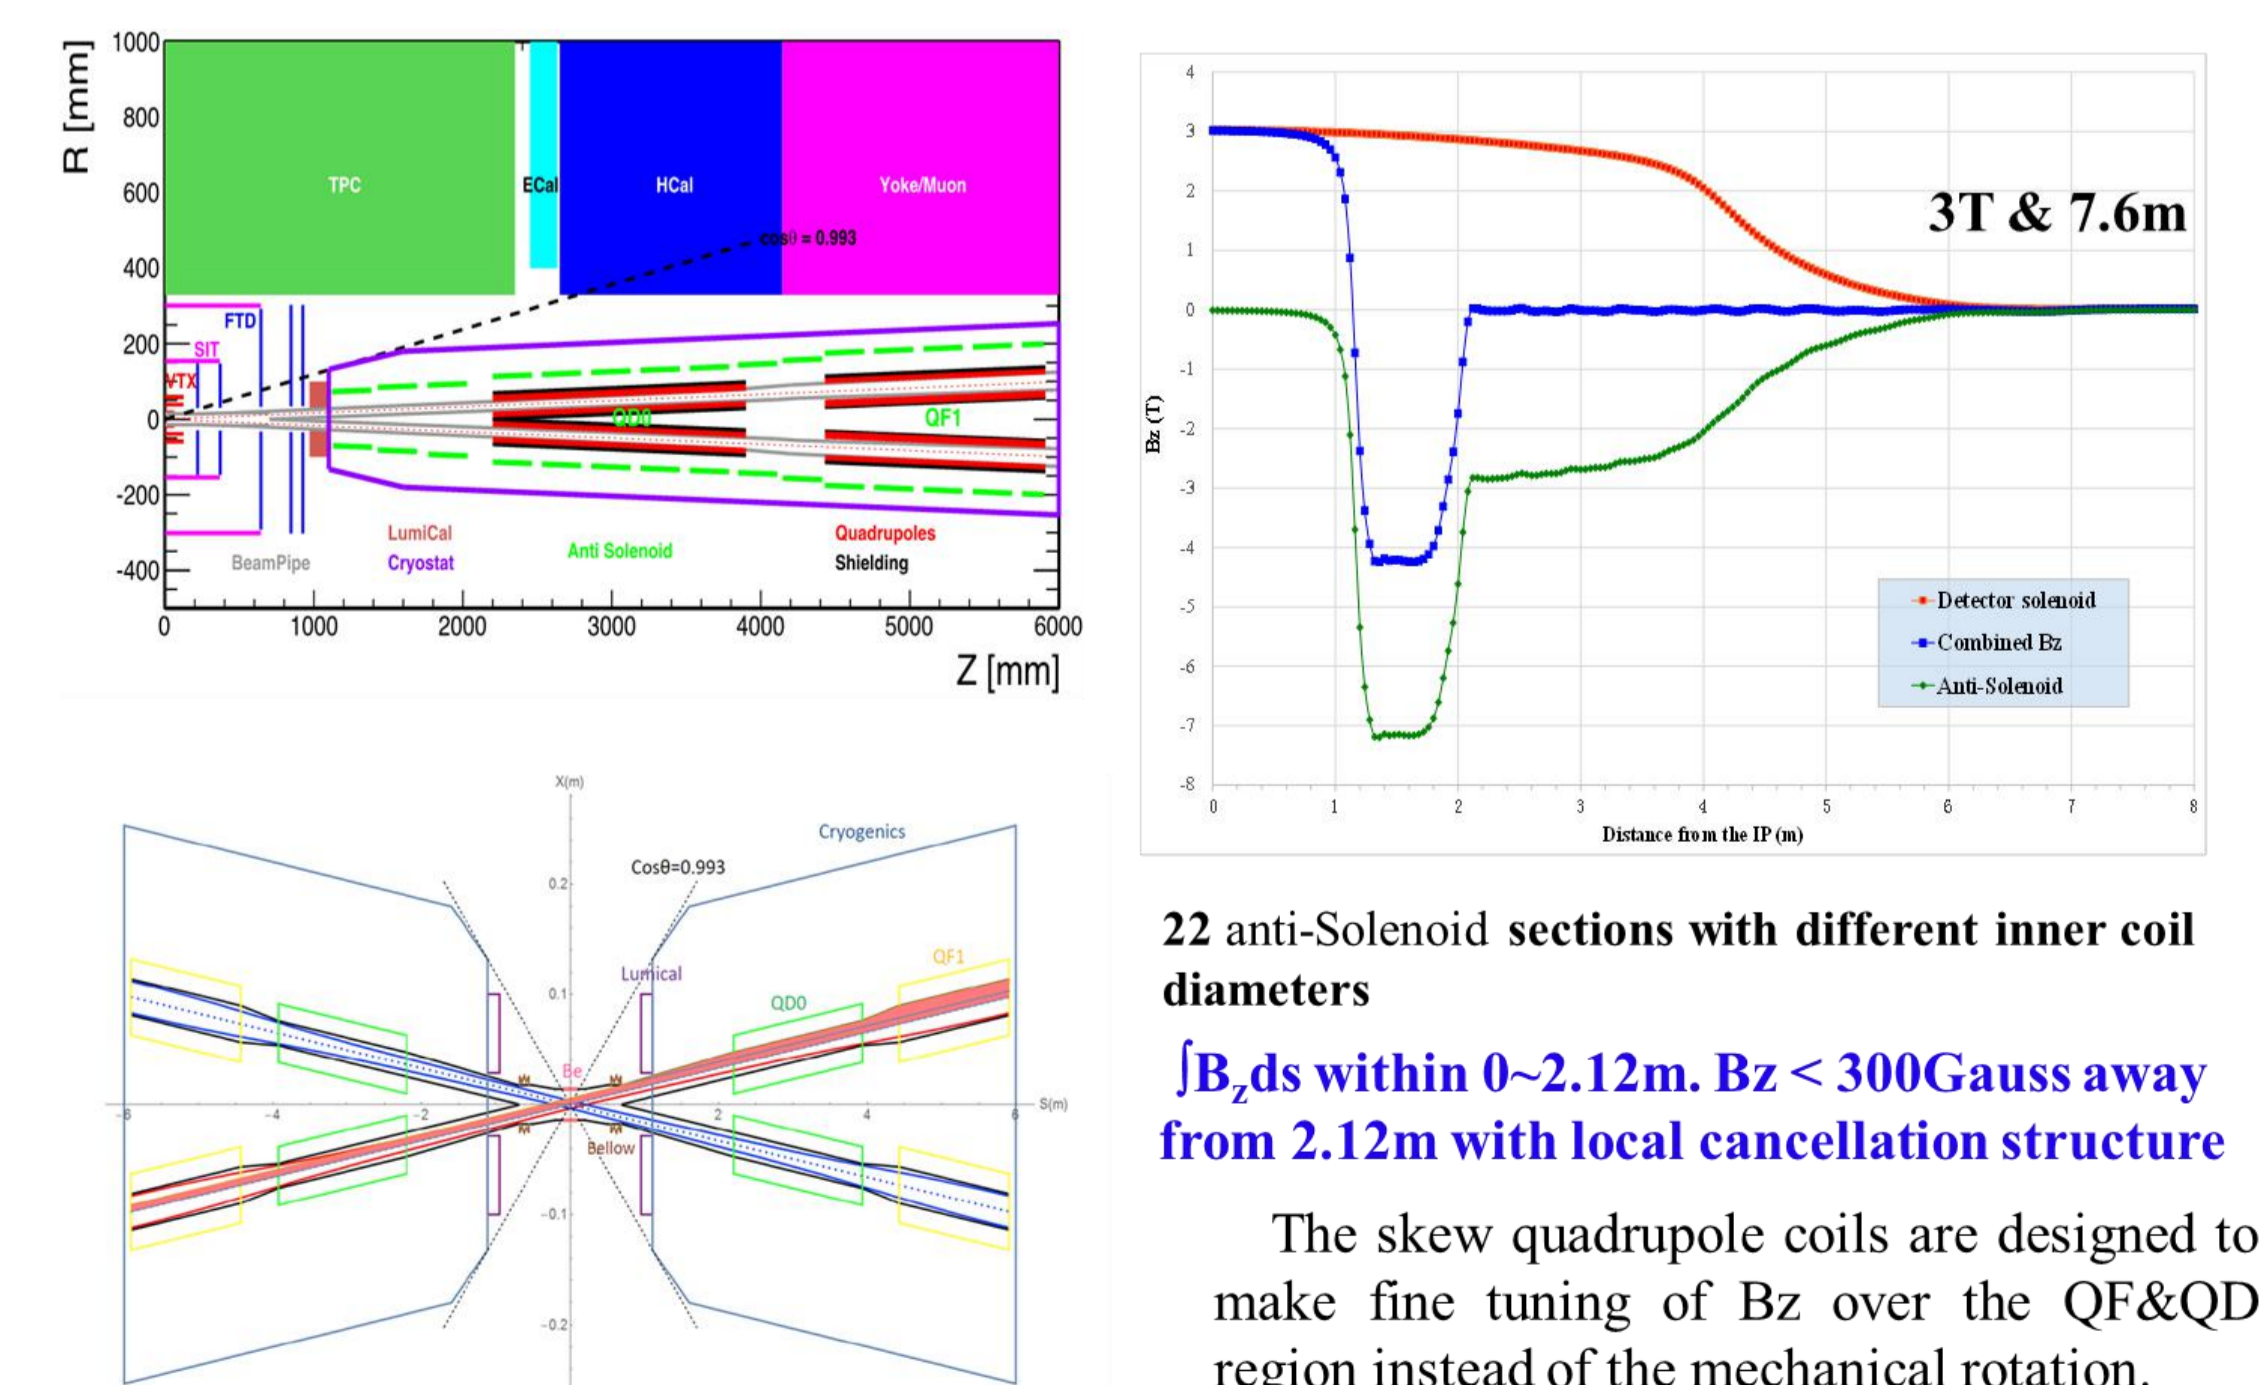 R [mm]
1000
800
600
400
200
0
-200
-400
TPC
ECal
HCal
Yoke/Muon
cosθ = 0.993
FTD
SIT
VTX
QD0
QF1
LumiCal
Quadrupoles
Anti Solenoid
BeamPipe
Cryostat
Shielding
0 1000 2000 3000 4000 5000 6000
Z [mm]
4
3
2
1
0
-1
-2
-3
-4
-5
-6
-7
-8
Bz (T)
3T & 7.6m
Detector solenoid
Combined Bz
Anti-Solenoid
0 1 2 3 4 5 6 7 8
Distance from the IP (m)
X(m)
Cryogenics
Cosθ=0.993
0.2
QF1
Lumical
0.1
QD0
Be
-6 -4 -2 2 4 6 S(m)
Bellow
-0.1
-0.2
22 anti-Solenoid sections with different inner coil
diameters
∫Bzds within 0~2.12m. Bz < 300Gauss away
from 2.12m with local cancellation structure
The skew quadrupole coils are designed to
make fine tuning of Bz over the QF&QD
region instead of the mechanical rotation.